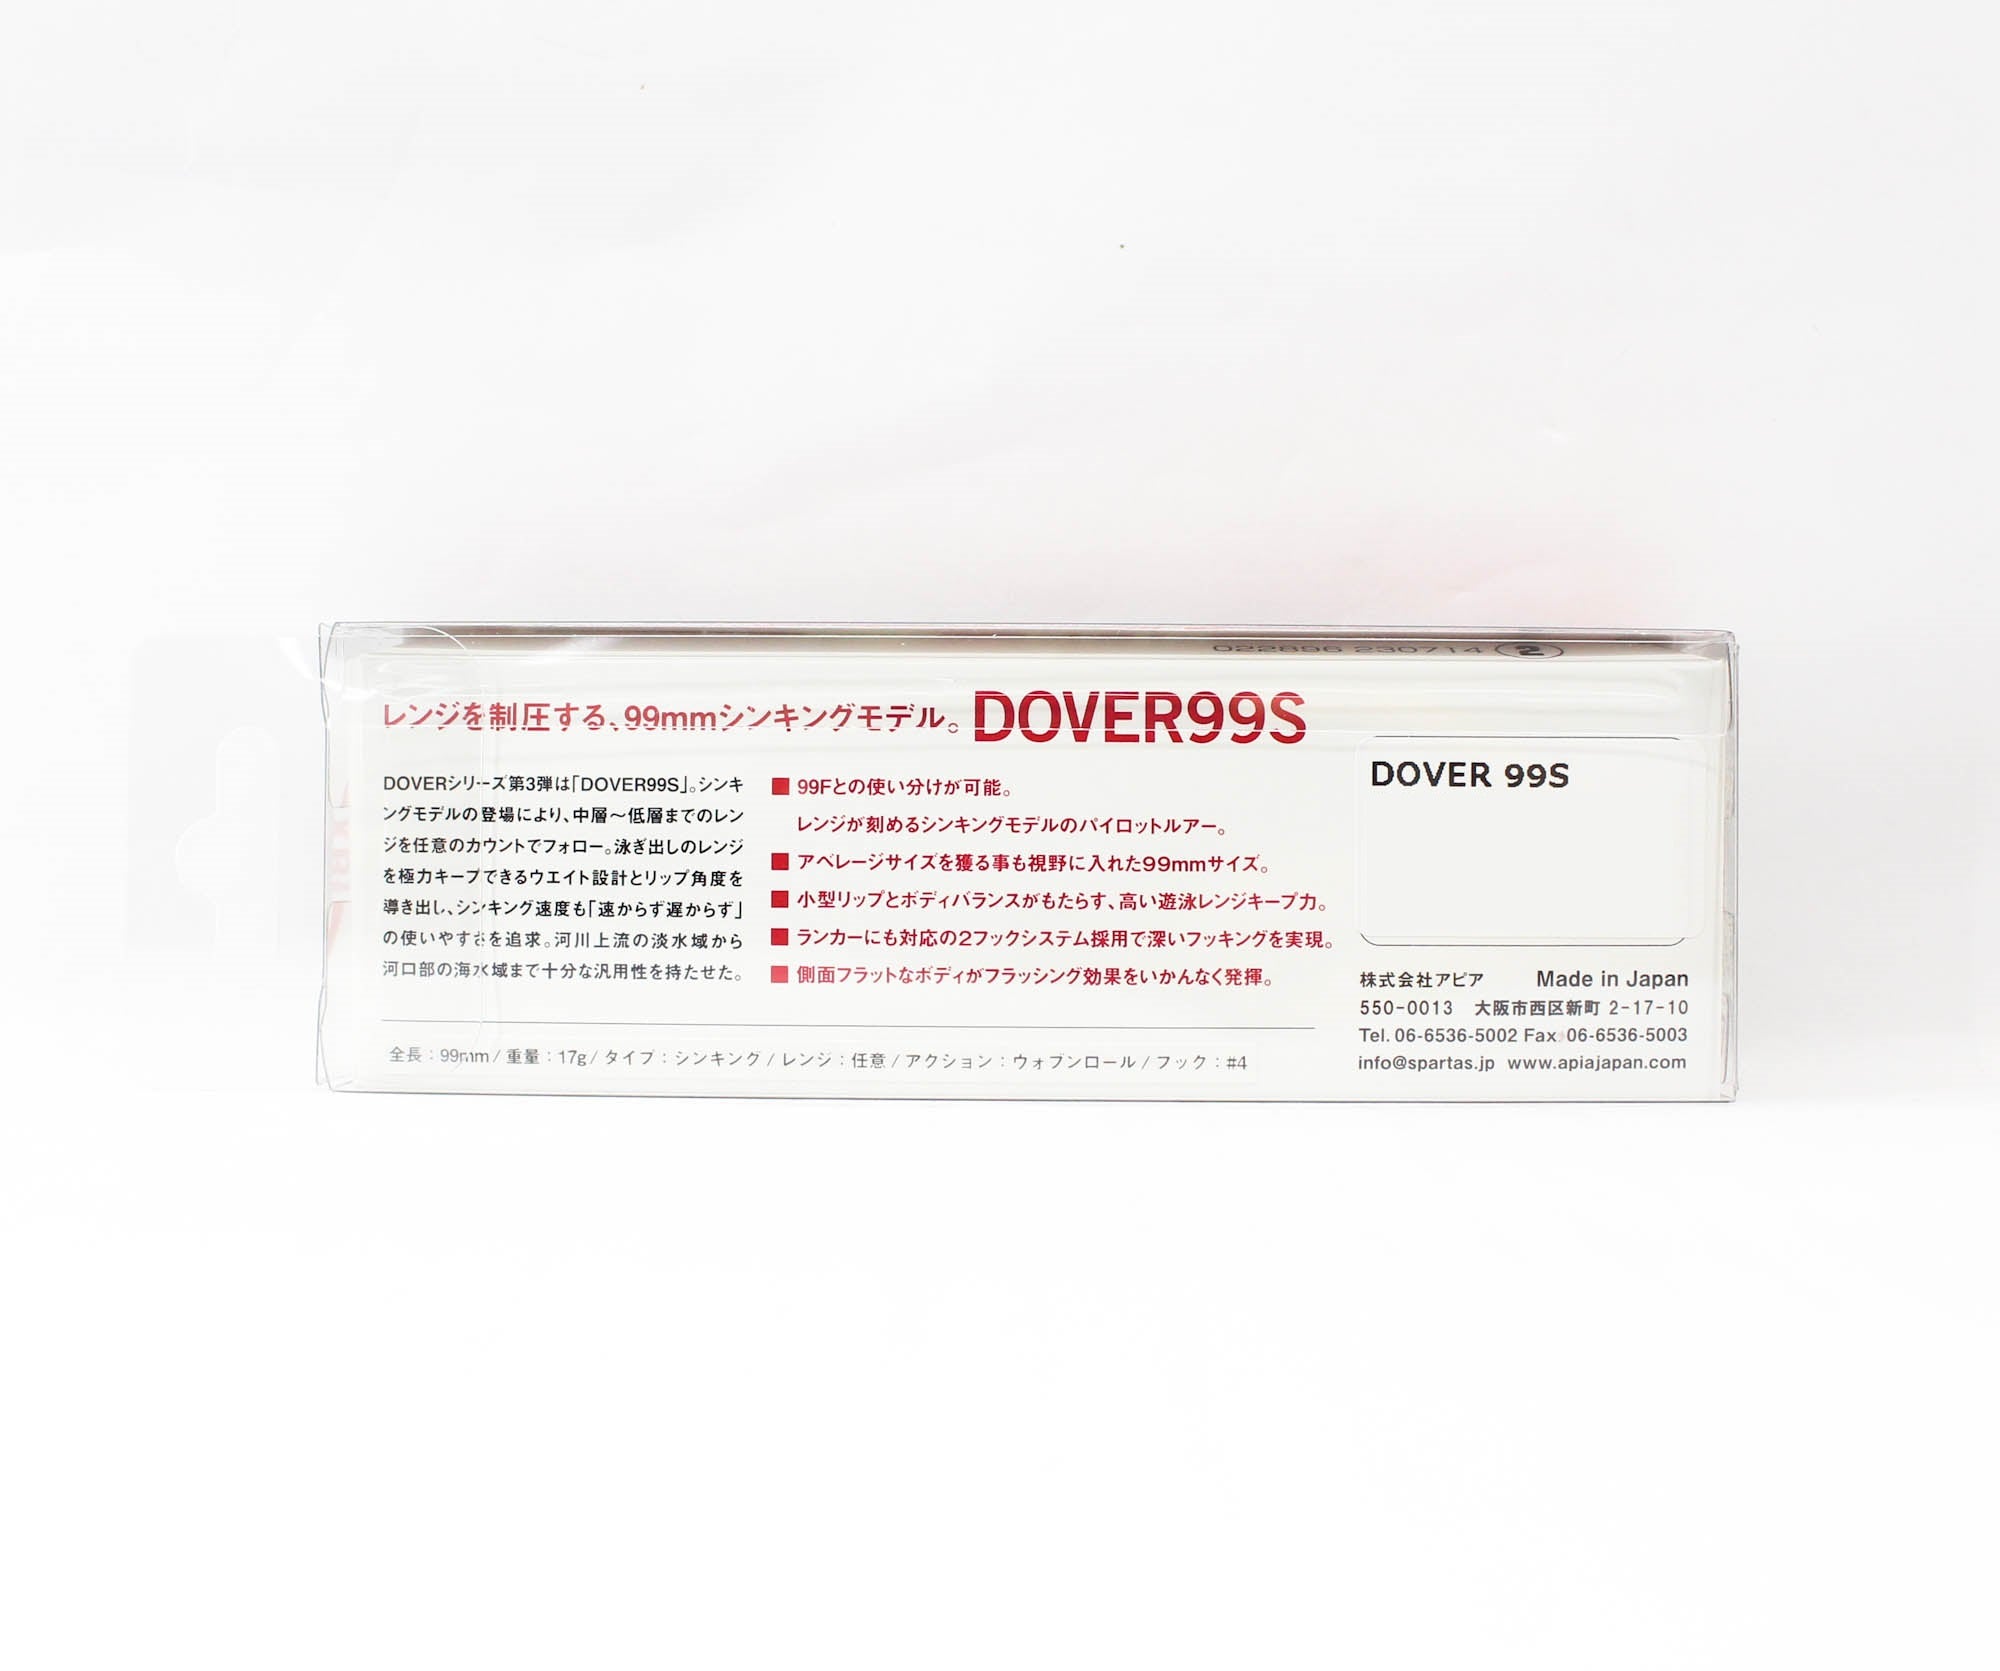 022896 230714 2
レンジを制圧する、99mmシンキングモデル。DOVER99S
DOVERシリーズ第3弾は「DOVER99S」。シンキ
ングモデルの登場により、中層〜低層までのレン
ジを任意のカウントでフォロー。泳ぎ出しのレンジ
を極力キープできるウエイト設計とリップ角度を
導き出し、シンキング速度も「速からず遅からず」
の使いやすさを追求。河川上流の淡水域から
河口部の海水域まで十分な汎用性を持たせた。
■ 99Fとの使い分けが可能。
レンジが刻めるシンキングモデルのパイロットルアー。
■ アベレージサイズを獲る事も視野に入れた99mmサイズ。
■ 小型リップとボディバランスがもたらす、高い遊泳レンジキープ力。
■ ランカーにも対応の2フックシステム採用で深いフッキングを実現。
■ 側面フラットなボディがフラッシング効果をいかんなく発揮。
全長：99mm / 重量：17g / タイプ：シンキング / レンジ：任意 / アクション：ウォブンロール / フック：#4
DOVER 99S
株式会社アピア Made in Japan
550-0013 大阪市西区新町 2-17-10
Tel. 06-6536-5002 Fax 06-6536-5003
info@spartas.jp www.apiajapan.com